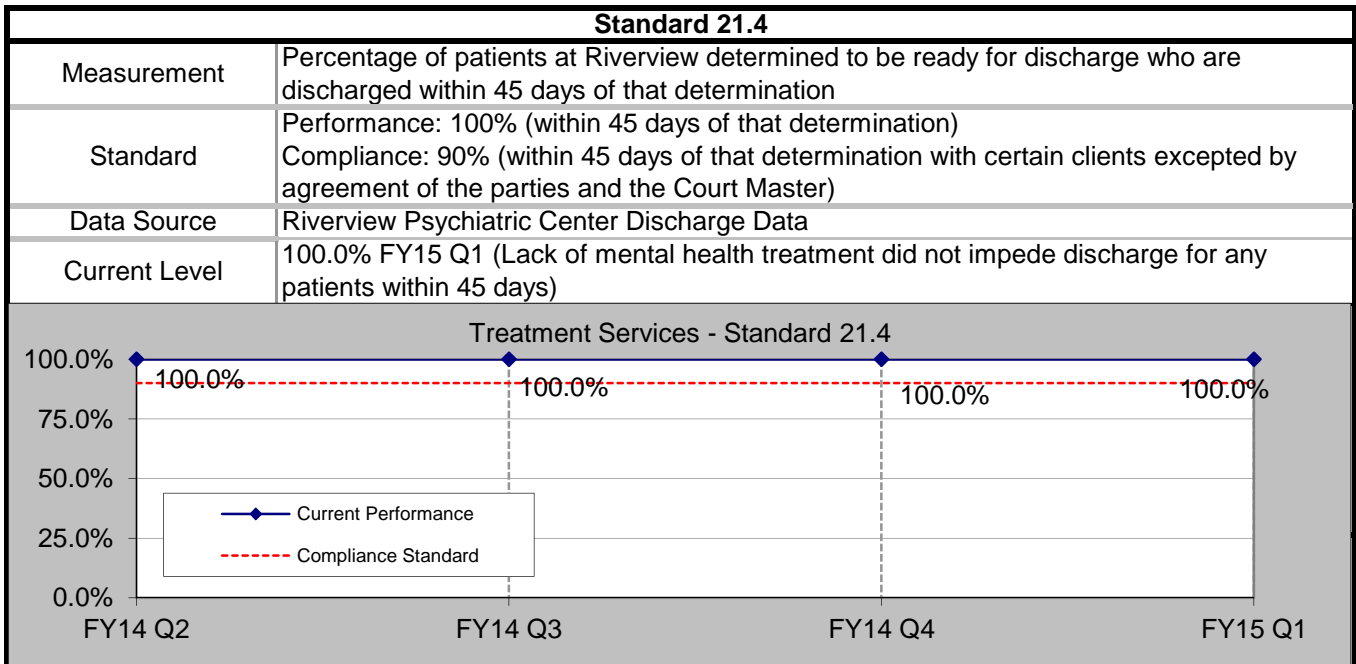 Standard 21.4
Measurement
Percentage of patients at Riverview determined to be ready for discharge who are
discharged within 45 days of that determination
Standard
Performance: 100% (within 45 days of that determination)
Compliance: 90% (within 45 days of that determination with certain clients excepted by
agreement of the parties and the Court Master)
Data Source
Riverview Psychiatric Center Discharge Data
Current Level
100.0% FY15 Q1 (Lack of mental health treatment did not impede discharge for any
patients within 45 days)
Treatment Services - Standard 21.4
100.0%
75.0%
50.0%
25.0%
0.0%
100.0%
100.0%
100.0%
100.0%
Current Performance
Compliance Standard
FY14 Q2
FY14 Q3
FY14 Q4
FY15 Q1